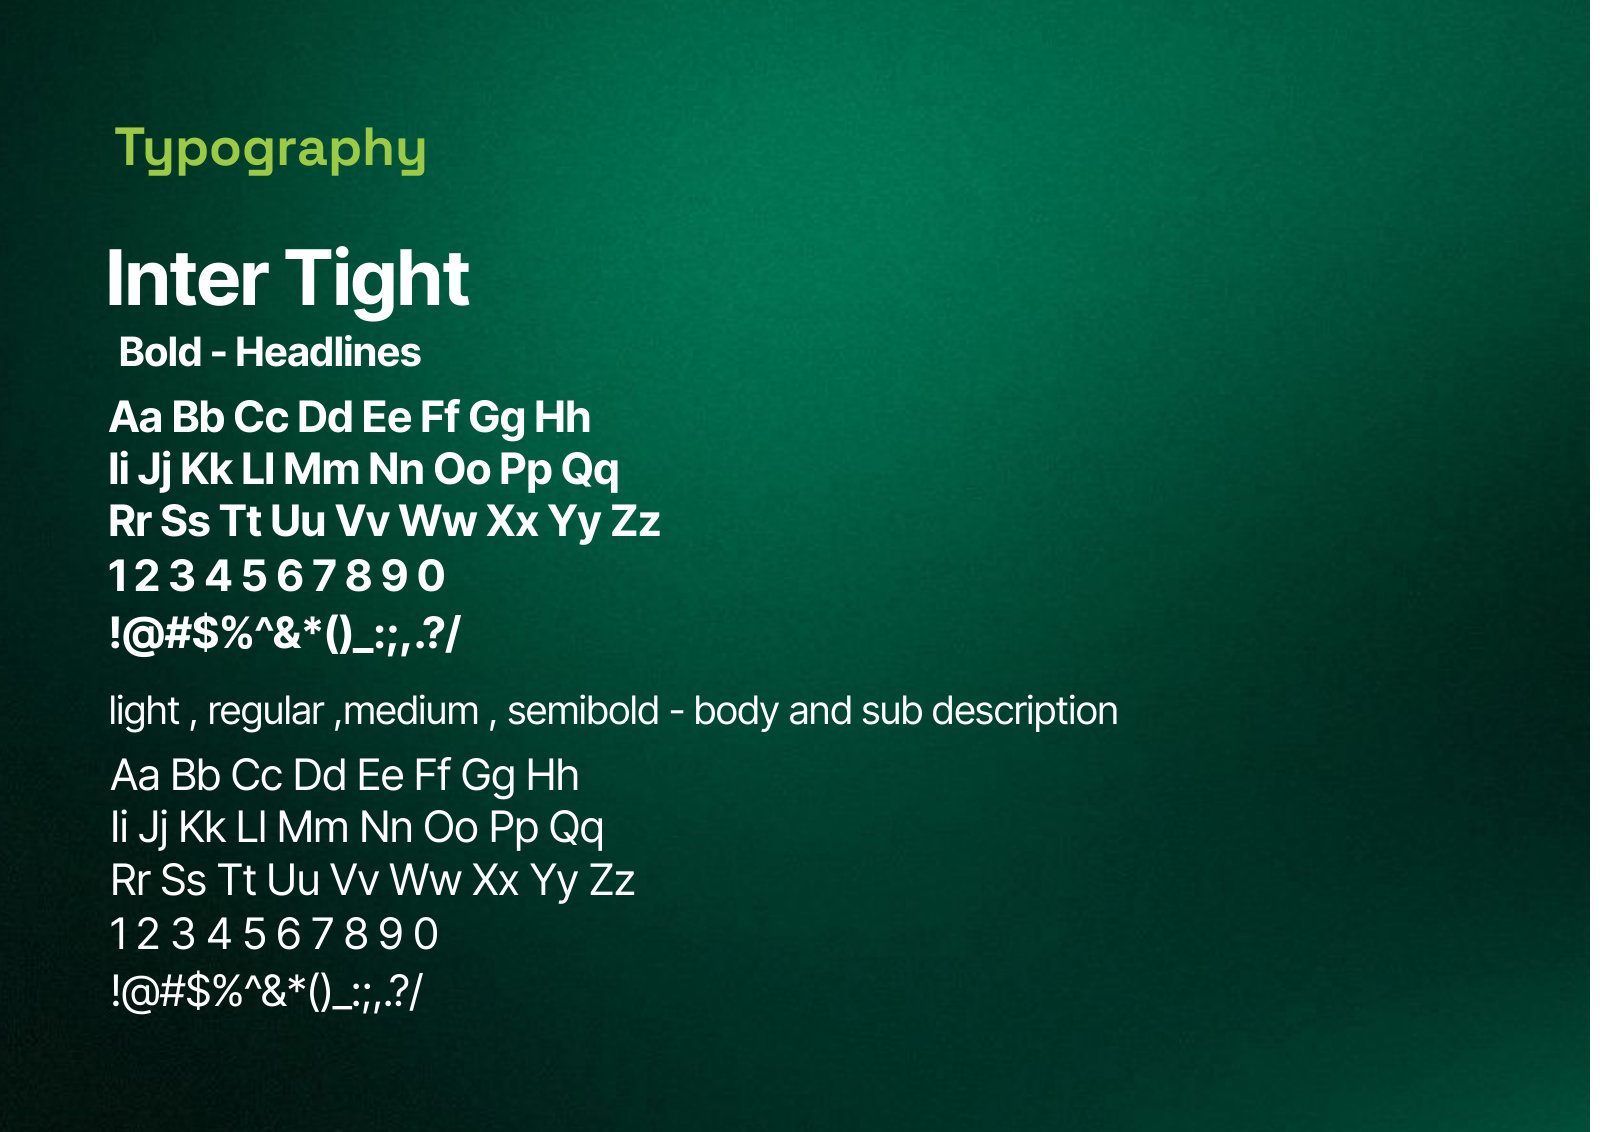 Typography
Inter Tight
Bold - Headlines
Aa Bb Cc Dd Ee Ff Gg Hh
Ii Jj Kk Ll Mm Nn Oo Pp Qq
Rr Ss Tt Uu Vv Ww Xx Yy Zz
1 2 3 4 5 6 7 8 9 0
!@#$%^&*()_:;,.?/
light , regular ,medium , semibold - body and sub description
Aa Bb Cc Dd Ee Ff Gg Hh
Ii Jj Kk Ll Mm Nn Oo Pp Qq
Rr Ss Tt Uu Vv Ww Xx Yy Zz
1 2 3 4 5 6 7 8 9 0
!@#$%^&*()_:;,.?/